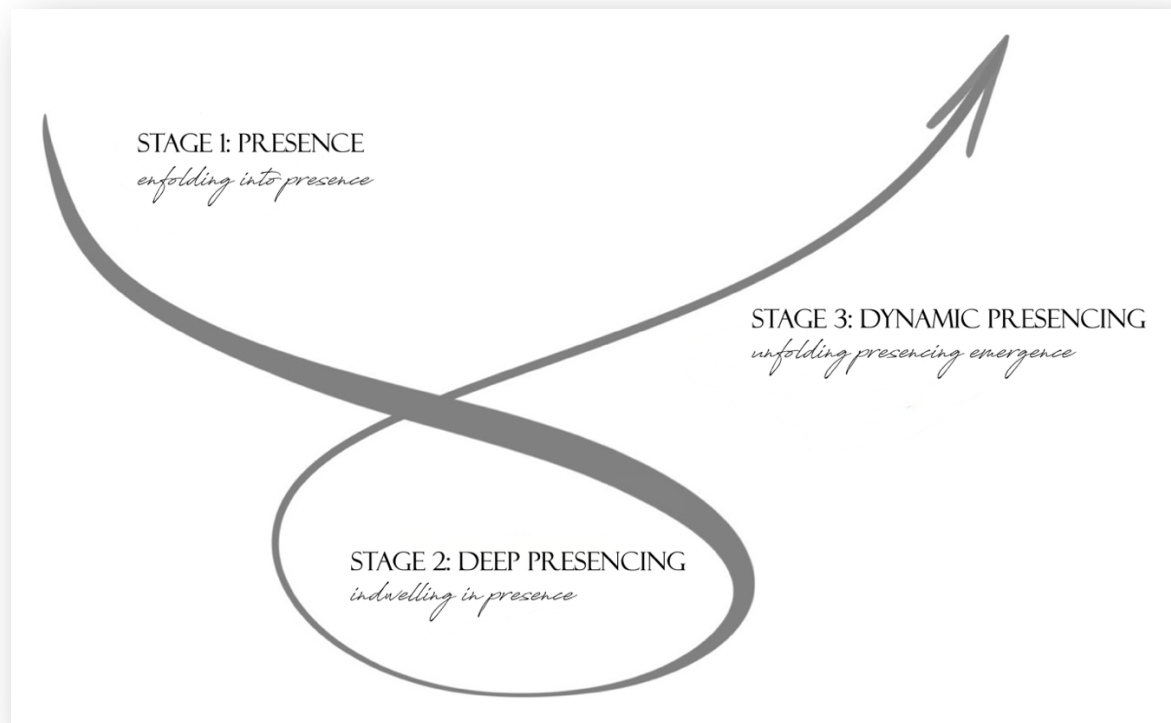 STAGE 1: PRESENCE
enfolding into presence
STAGE 3: DYNAMIC PRESENCING
unfolding presencing emergence
STAGE 2: DEEP PRESENCING
indwelling in presence